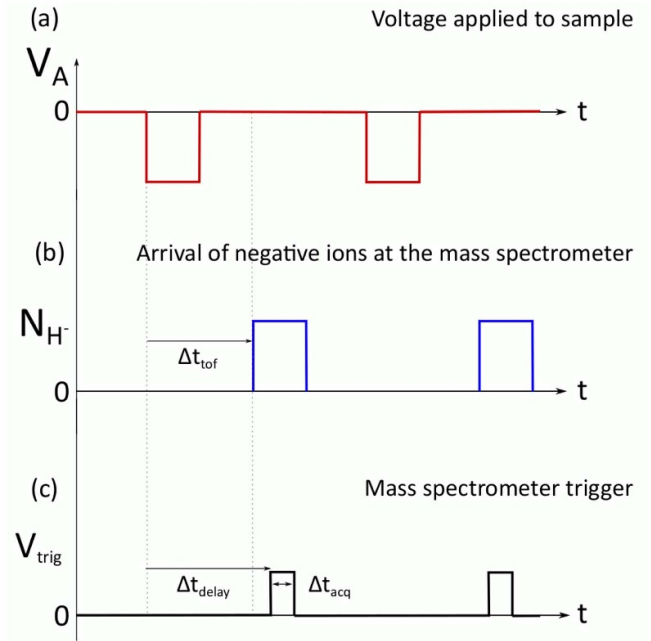 (a) Voltage applied to sample
V_A
0 t
(b) Arrival of negative ions at the mass spectrometer
N_H-
Δt_tof
0 t
(c) Mass spectrometer trigger
V_trig
Δt_delay Δt_acq
0 t